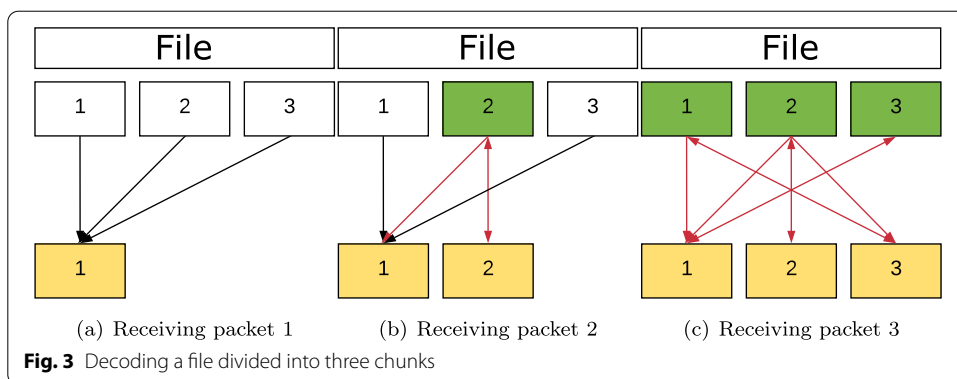 File File File
1 2 3 1 2 3 1 2 3
1 1 2 1 2 3
(a) Receiving packet 1 (b) Receiving packet 2 (c) Receiving packet 3
Fig. 3 Decoding a file divided into three chunks